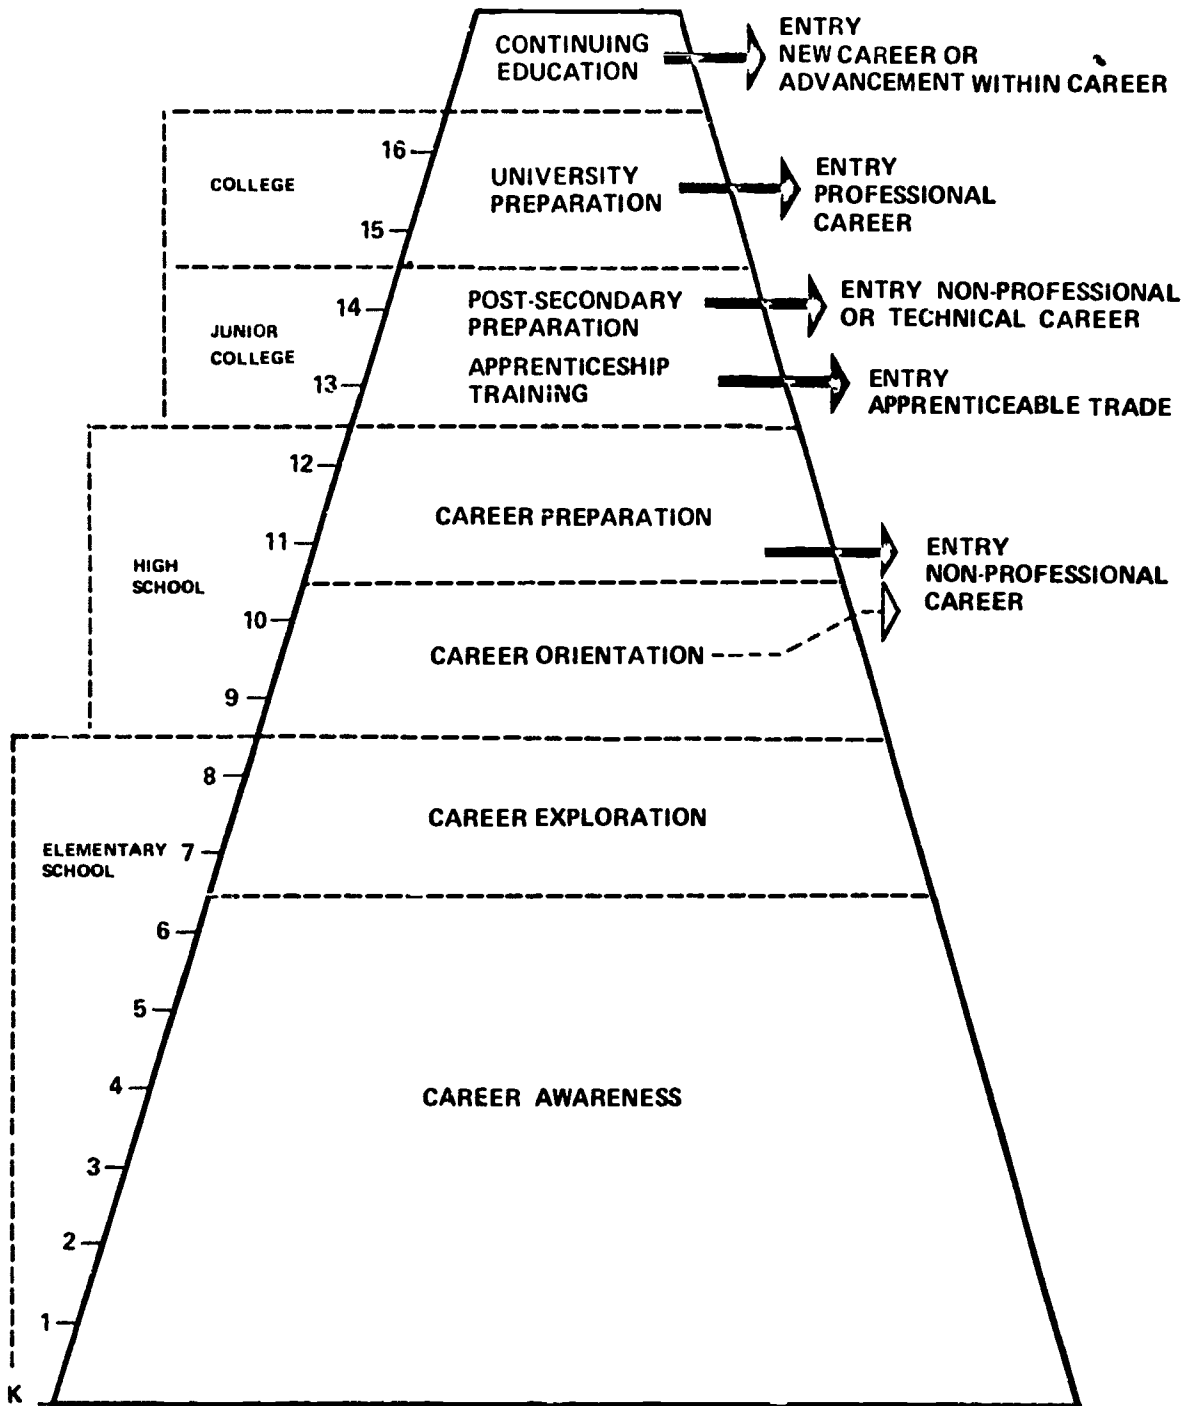 CONTINUING
EDUCATION
ENTRY
NEW CAREER OR
ADVANCEMENT WITHIN CAREER
16
COLLEGE
UNIVERSITY
PREPARATION
ENTRY
PROFESSIONAL
CAREER
15
14
JUNIOR
COLLEGE
POST-SECONDARY
PREPARATION
ENTRY NON-PROFESSIONAL
OR TECHNICAL CAREER
13
APPRENTICESHIP
TRAINING
ENTRY
APPRENTICEABLE TRADE
12
CAREER PREPARATION
11
HIGH
SCHOOL
ENTRY
NON-PROFESSIONAL
CAREER
10
CAREER ORIENTATION
9
8
CAREER EXPLORATION
ELEMENTARY
SCHOOL
7
6
5
4
CAREER AWARENESS
3
2
1
K